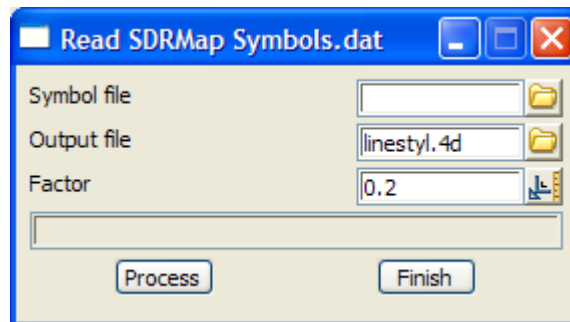 Read SDRMap Symbols.dat
Symbol file
Output file linestyl.4d
Factor 0.2
Process Finish